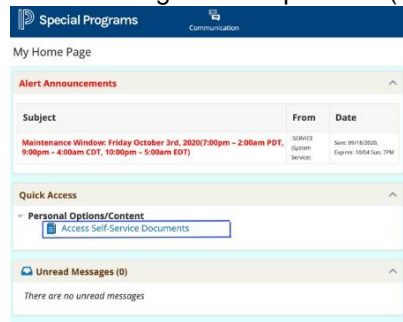 Special Programs
Communication
My Home Page
Alert Announcements
Subject From Date
Maintenance Window: Friday October 3rd, 2020(7:00pm – 2:00am PDT,
9:00pm – 4:00am CDT, 10:00pm – 5:00am EDT)
SERVICE
(System
Service)
Sent: 09/18/2020,
Expires: 10/04 Sun, 7PM
Quick Access
Personal Options/Content
Access Self-Service Documents
Unread Messages (0)
There are no unread messages